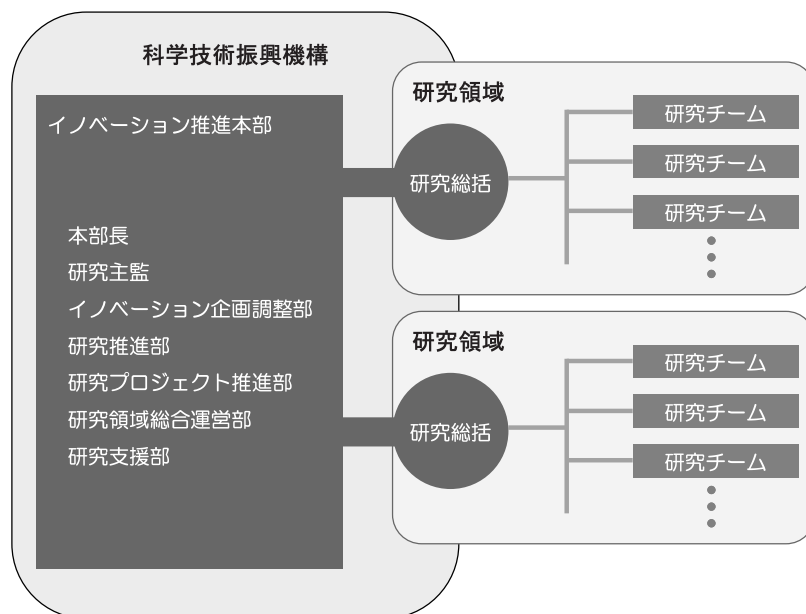 科学技術振興機構
イノベーション推進本部
本部長
研究主監
イノベーション企画調整部
研究推進部
研究プロジェクト推進部
研究領域総合運営部
研究支援部
研究領域
研究総括
研究チーム
研究チーム
研究チーム
研究領域
研究総括
研究チーム
研究チーム
研究チーム